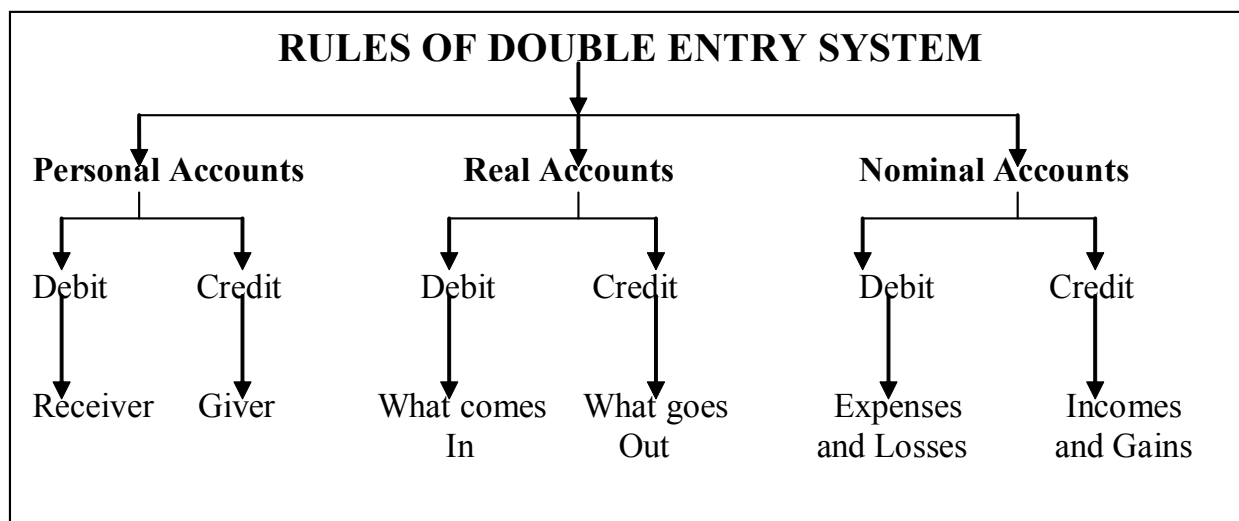 RULES OF DOUBLE ENTRY SYSTEM
Personal Accounts
Real Accounts
Nominal Accounts
Debit
Credit
Debit
Credit
Debit
Credit
Receiver
Giver
What comes
In
What goes
Out
Expenses
and Losses
Incomes
and Gains